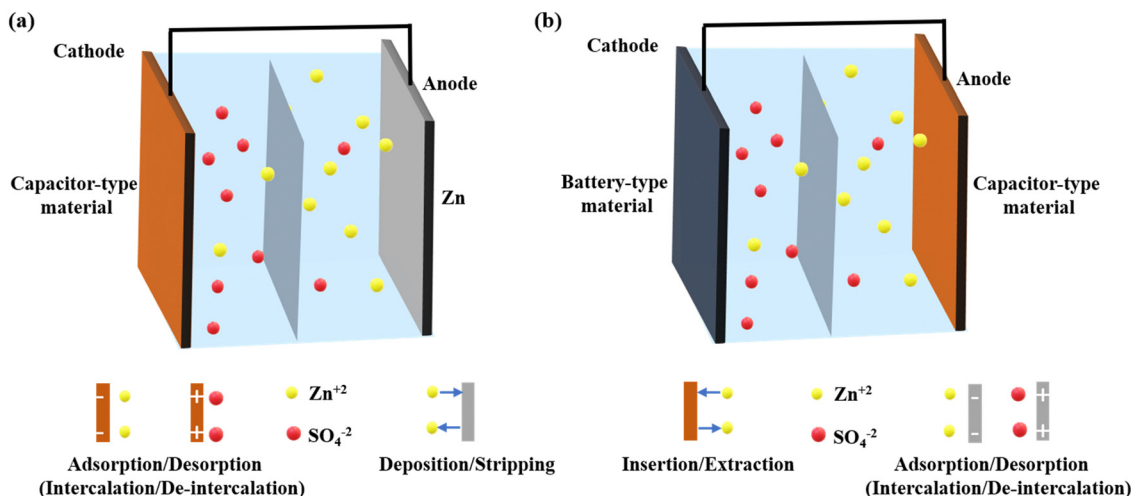 (a)
Cathode
Anode
Capacitor-type
material
Zn
Zn⁺²
SO₄⁻²
Adsorption/Desorption
(Intercalation/De-intercalation)
Deposition/Stripping
(b)
Cathode
Anode
Battery-type
material
Capacitor-type
material
Zn⁺²
SO₄⁻²
Insertion/Extraction
Adsorption/Desorption
(Intercalation/De-intercalation)